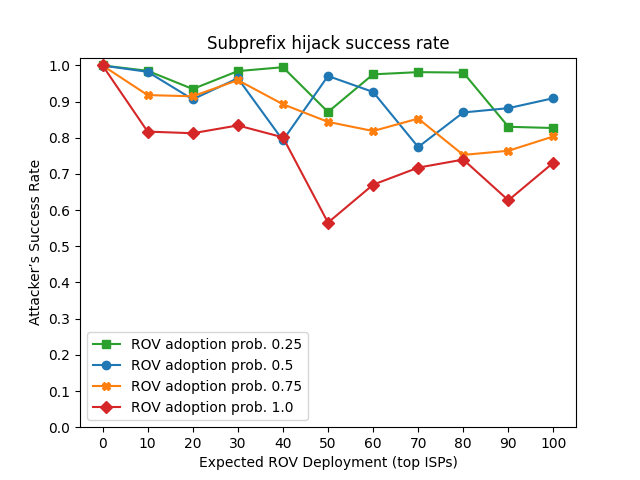 Subprefix hijack success rate
Attacker’s Success Rate
1.0
0.9
0.8
0.7
0.6
0.5
0.4
0.3
0.2
0.1
0.0
ROV adoption prob. 0.25
ROV adoption prob. 0.5
ROV adoption prob. 0.75
ROV adoption prob. 1.0
0 10 20 30 40 50 60 70 80 90 100
Expected ROV Deployment (top ISPs)